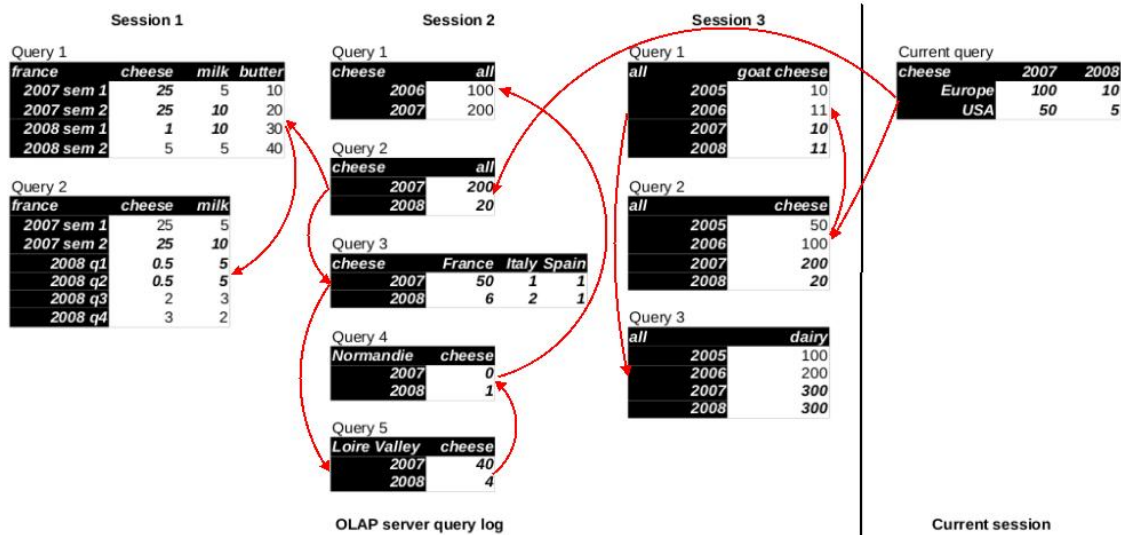 Session 1
Query 1
france cheese milk butter
2007 sem 1 25 5 10
2007 sem 2 25 10 20
2008 sem 1 1 10 30
2008 sem 2 5 5 40
Query 2
france cheese milk
2007 sem 1 25 5
2007 sem 2 25 10
2008 q1 0.5 5
2008 q2 0.5 5
2008 q3 2 3
2008 q4 3 2
Session 2
Query 1
cheese all
2006 100
2007 200
Query 2
cheese all
2007 200
2008 20
Query 3
cheese France Italy Spain
2007 50 1 1
2008 6 2 1
Query 4
Normandie cheese
2007 0
2008 1
Query 5
Loire Valley cheese
2007 40
2008 4
Session 3
Query 1
all goat cheese
2005 10
2006 11
2007 10
2008 11
Query 2
all cheese
2005 50
2006 100
2007 200
2008 20
Query 3
all dairy
2005 100
2006 200
2007 300
2008 300
OLAP server query log
Session 3
Current query
cheese 2007 2008
Europe 100 10
USA 50 5
Current session